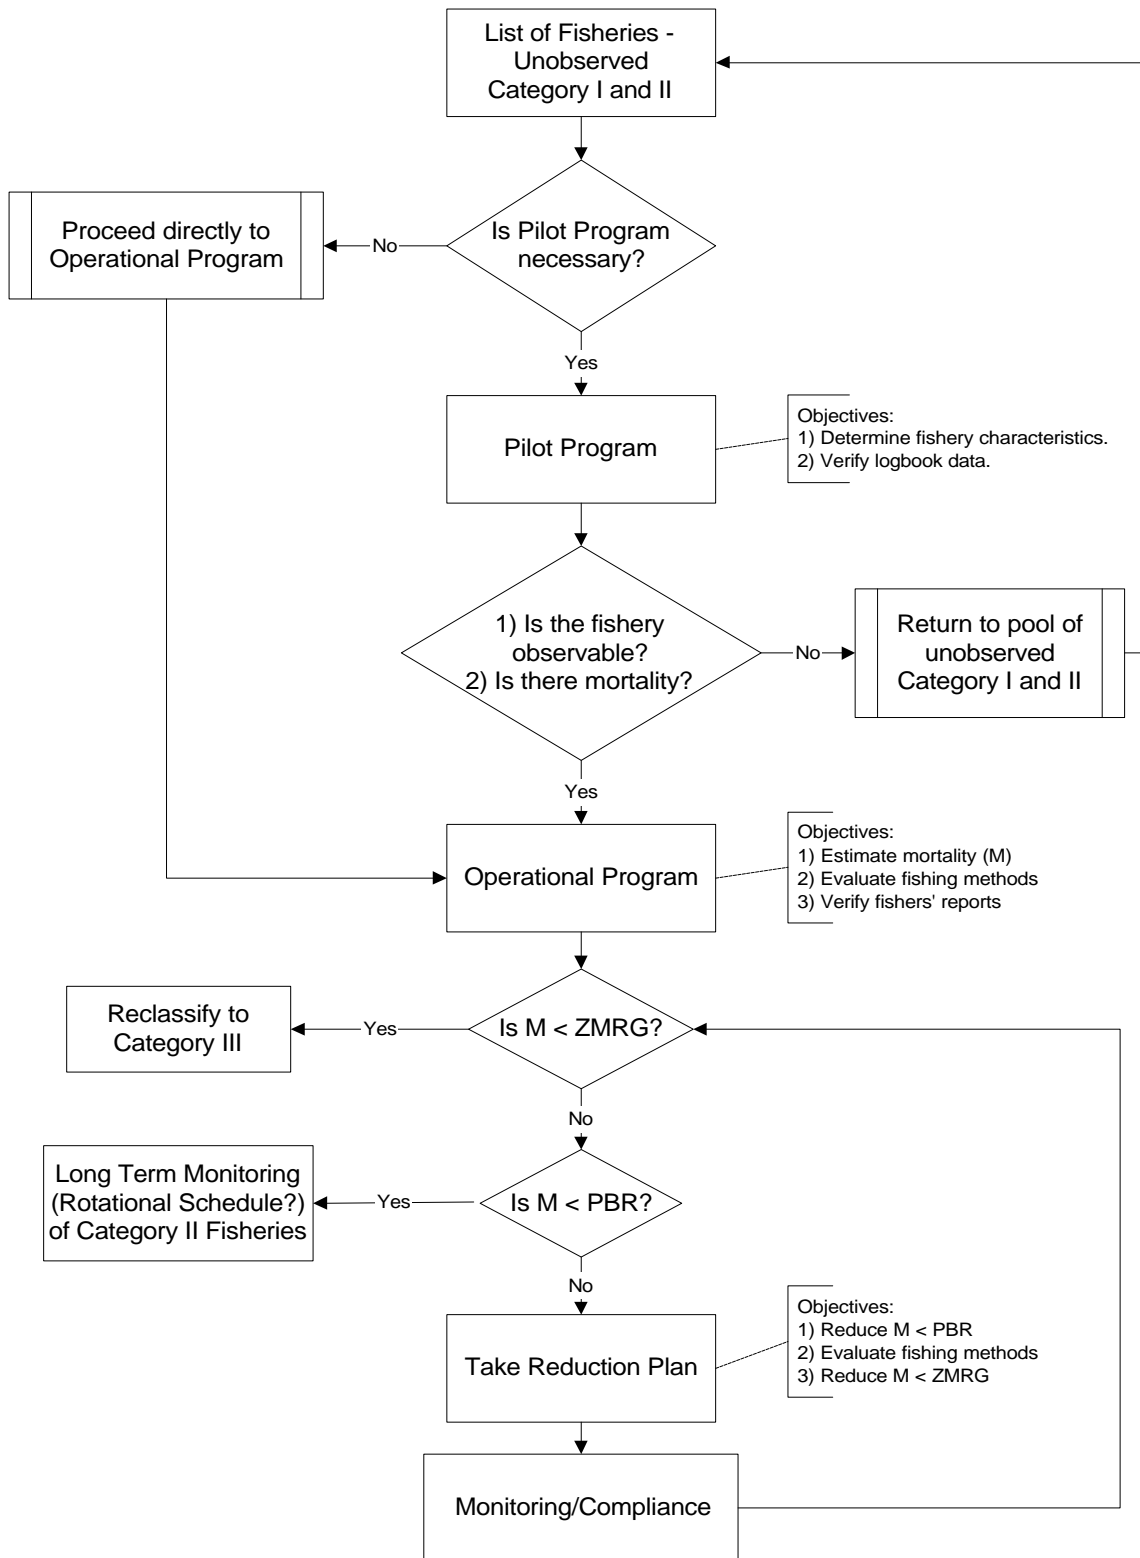 List of Fisheries -
Unobserved
Category I and II
Is Pilot Program
necessary?
No
Proceed directly to
Operational Program
Yes
Pilot Program
Objectives:
1) Determine fishery characteristics.
2) Verify logbook data.
1) Is the fishery
observable?
2) Is there mortality?
No
Return to pool of
unobserved
Category I and II
Yes
Operational Program
Objectives:
1) Estimate mortality (M)
2) Evaluate fishing methods
3) Verify fishers' reports
Is M < ZMRG?
Yes
Reclassify to
Category III
No
Is M < PBR?
Yes
Long Term Monitoring
(Rotational Schedule?)
of Category II Fisheries
No
Take Reduction Plan
Objectives:
1) Reduce M < PBR
2) Evaluate fishing methods
3) Reduce M < ZMRG
Monitoring/Compliance